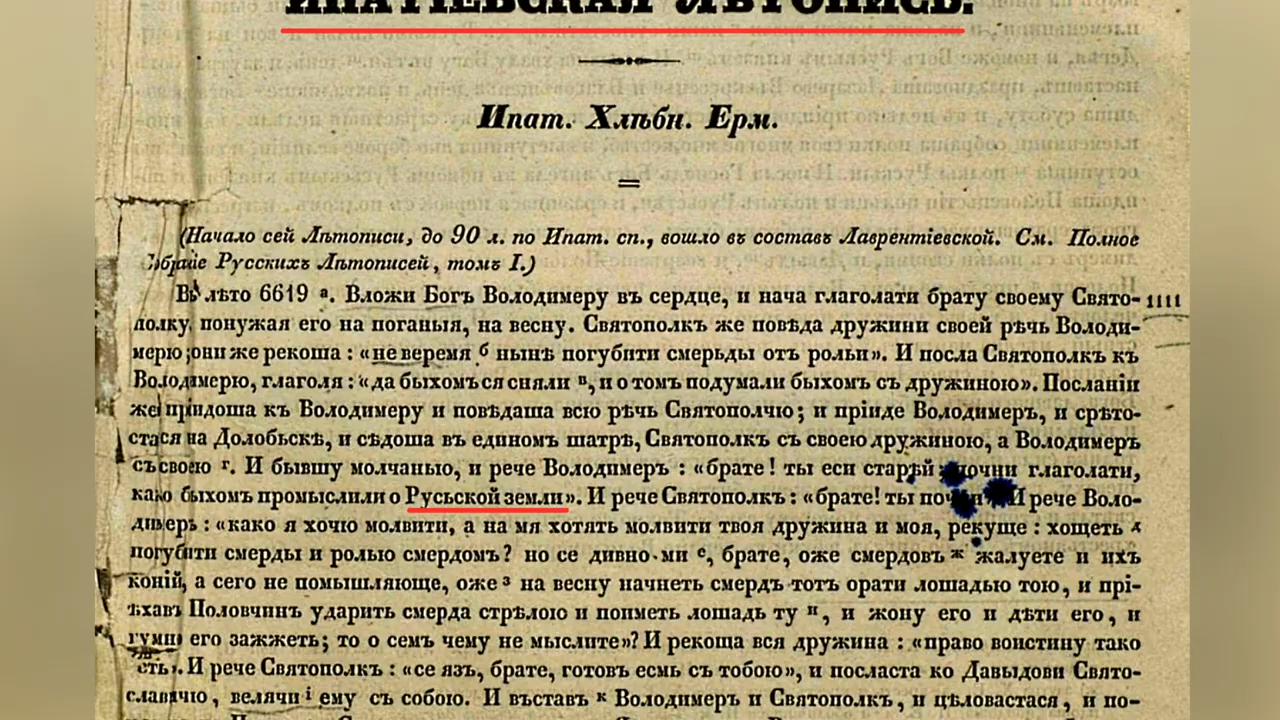 ИПАТІЕВСКАЯ ЛѢТОПИСЬ.
Ипат. Хлѣбн. Ерм.
(Начало сей Лѣтописи, до 90 л. по Ипат. сп., вошло въ составъ Лаврентіевской. См. Полное
Собраніе Русскихъ Лѣтописей, томъ I.)
Въ лѣто 6619 ª. Вложи Богъ Володимеру въ сердце, и нача глаголати брату своему Свято- 1111
полку, понужая его на поганыя, на весну. Святополкъ же повѣда дружини своей рѣчь Володи-
мерю; они же рекоша: «не веремя ᵇ нынѣ погубити смерьды отъ рольи». И посла Святополкъ къ
Володимерю, глаголя: «да быхомъ ся сняли ᵛ, и о томъ подумали быхомъ съ дружиною». Посланіи
же придоша къ Володимеру и повѣдаша всю рѣчь Святополчю; и пріиде Володимеръ, и срѣто-
стася на Долобьскѣ, и сѣдоша въ единомъ шатрѣ, Святополкъ съ своею дружиною, а Володимеръ
съ своею ᵍ. И бывшу молчанью, и рече Володимеръ: «брате! ты еси старѣй глаголати,
како быхомъ промыслили о Руськой земли». И рече Святополкъ: «брате! ты И рече Воло-
димеръ: «како я хочю молвити, а на мя хотять молвити твоя дружина и моя, рекуще: хощеть ᵈ
погубити смерды и ролью смердомъ? но се дивно ми ᵉ, брате, оже смердовъ ж жалуете и ихъ
коній, а сего не помышляюще, оже ᶻ на весну начнеть смердъ тотъ орати лошадью тою, и прі-
ѣхавъ Половчинъ ударить смерда стрѣлою и поиметь лошадь ту ᵘ, и жону его и дѣти его, и
гумно его зажжеть; то о семъ чему не мыслите»? И рекоша вся дружина: «право воистину тако
есть». И рече Святополкъ: «се язъ, брате, готовъ есмь съ тобою», и посласта ко Давыдови Свято-
славичю, велячи ⁱ ему съ собою. И въставъ ᵏ Володимеръ и Святополкъ, и цѣловастася, и по-